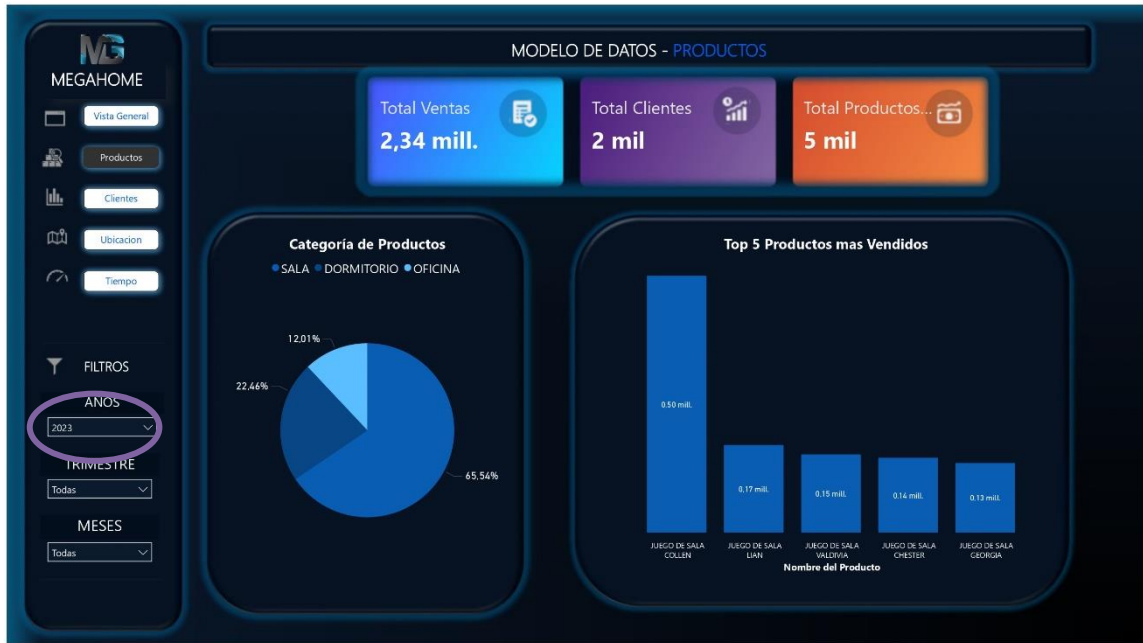 MG
MEGAHOME
Vista General
Productos
Clientes
Ubicacion
Tiempo
FILTROS
AÑOS
2023
TRIMESTRE
Todas
MESES
Todas
MODELO DE DATOS - PRODUCTOS
Total Ventas
2,34 mill.
Total Clientes
2 mil
Total Productos...
5 mil
Categoría de Productos
SALA DORMITORIO OFICINA
12,01%
22,46%
65,54%
Top 5 Productos mas Vendidos
0,50 mill.
0,17 mill.
0,15 mill.
0,14 mill.
0,13 mill.
JUEGO DE SALA
COLLEN
JUEGO DE SALA
LIAN
JUEGO DE SALA
VALDIVIA
JUEGO DE SALA
CHESTER
JUEGO DE SALA
GEORGIA
Nombre del Producto